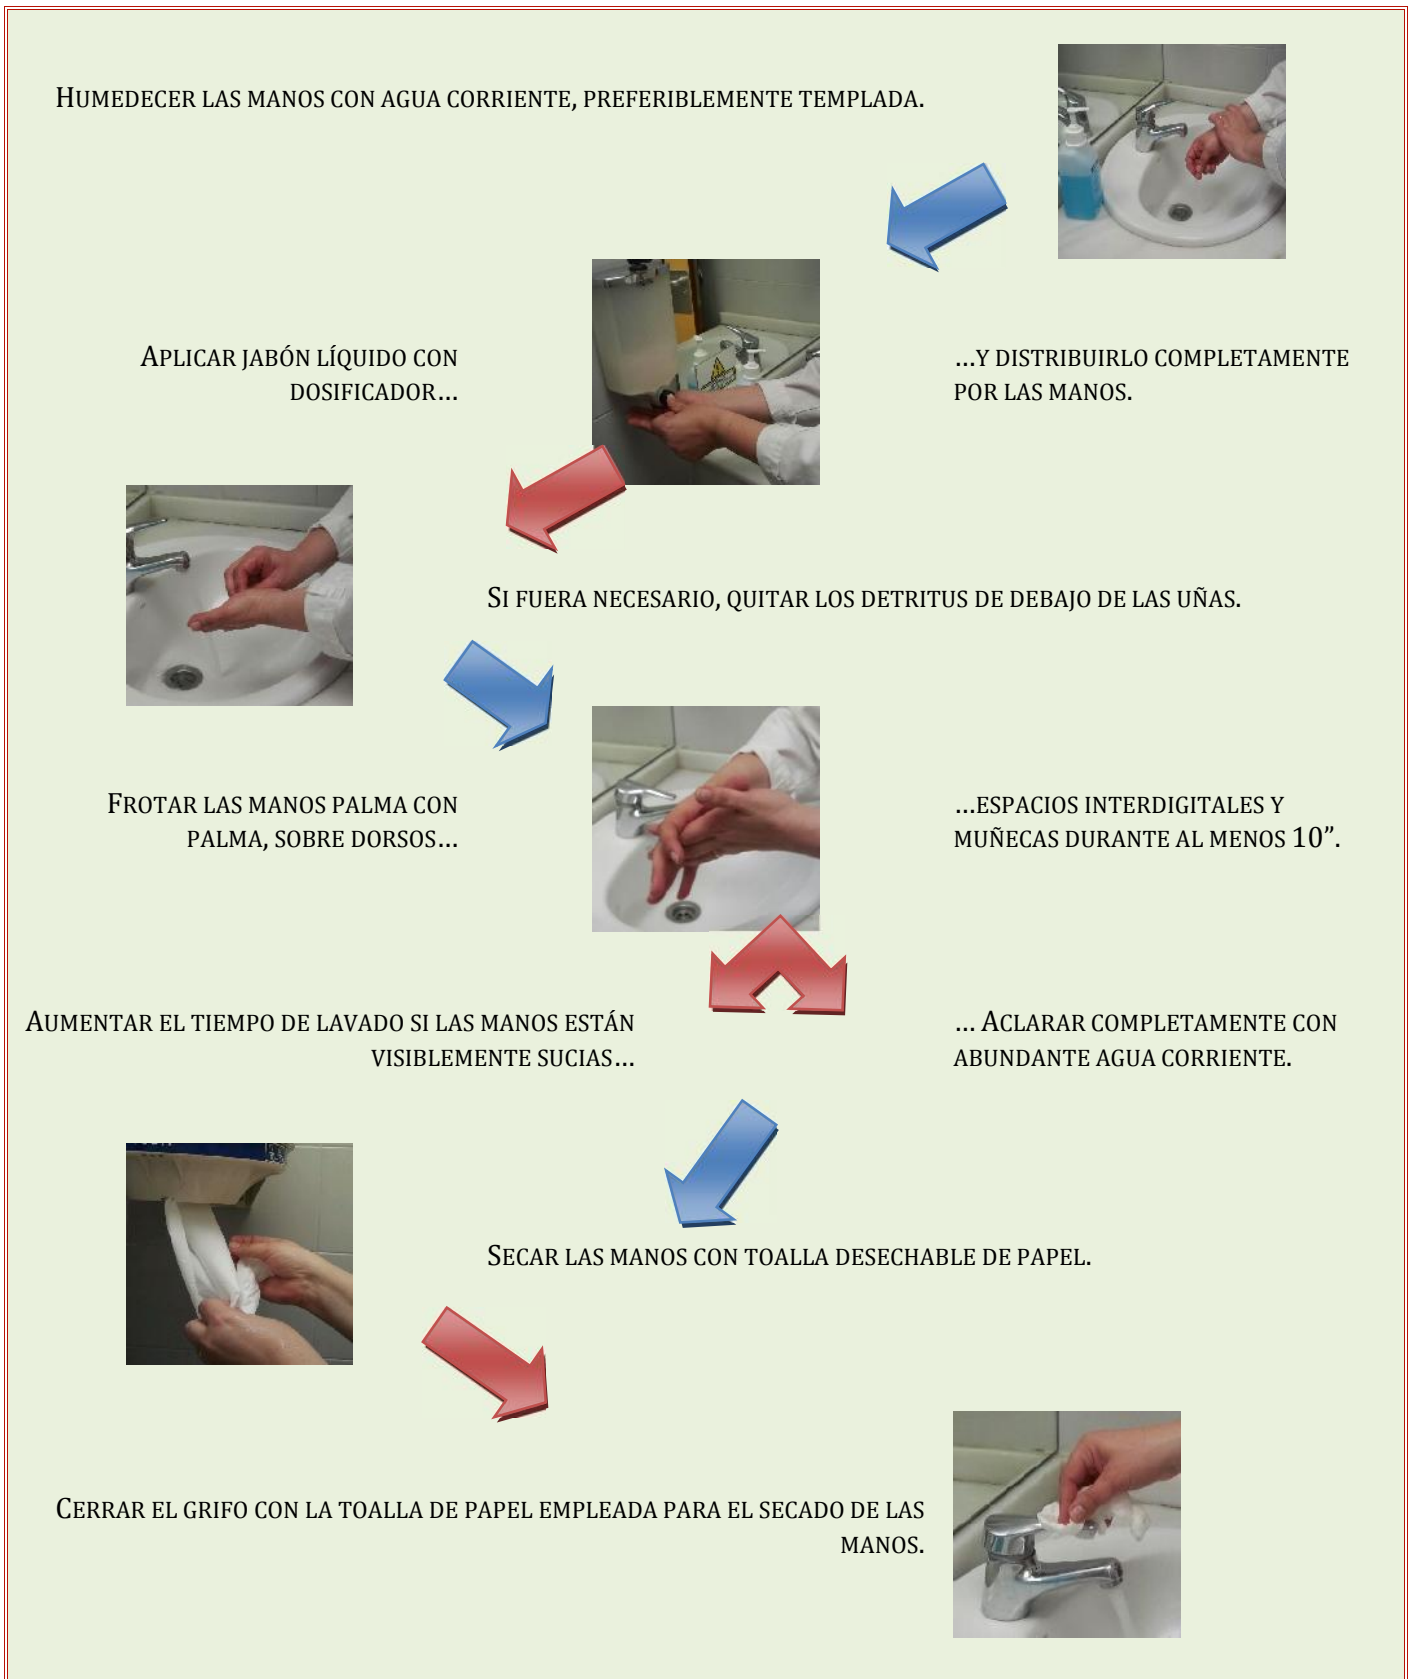 HUMEDECER LAS MANOS CON AGUA CORRIENTE, PREFERIBLEMENTE TEMPLADA.
APLICAR JABÓN LÍQUIDO CON
DOSIFICADOR…
…Y DISTRIBUIRLO COMPLETAMENTE
POR LAS MANOS.
SI FUERA NECESARIO, QUITAR LOS DETRITUS DE DEBAJO DE LAS UÑAS.
FROTAR LAS MANOS PALMA CON
PALMA, SOBRE DORSOS…
…ESPACIOS INTERDIGITALES Y
MUÑECAS DURANTE AL MENOS 10”.
AUMENTAR EL TIEMPO DE LAVADO SI LAS MANOS ESTÁN
VISIBLEMENTE SUCIAS…
… ACLARAR COMPLETAMENTE CON
ABUNDANTE AGUA CORRIENTE.
SECAR LAS MANOS CON TOALLA DESECHABLE DE PAPEL.
CERRAR EL GRIFO CON LA TOALLA DE PAPEL EMPLEADA PARA EL SECADO DE LAS
MANOS.